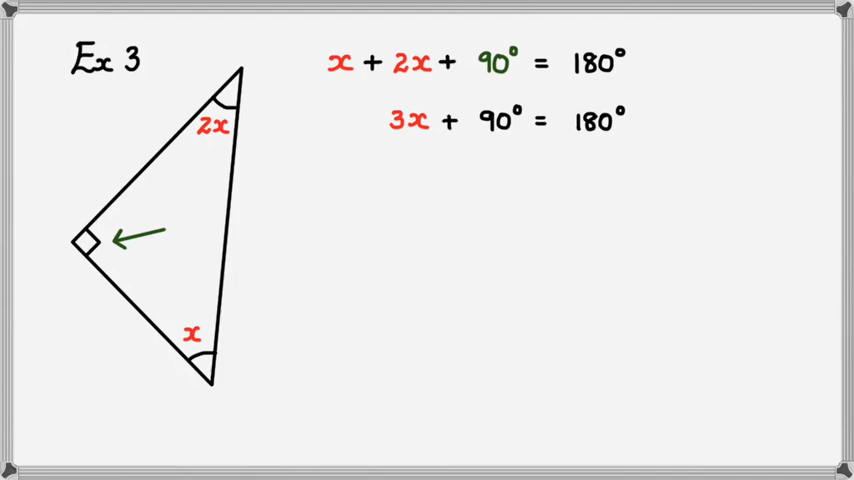 Ex 3
x + 2x + 90° = 180°
3x + 90° = 180°
2x
x